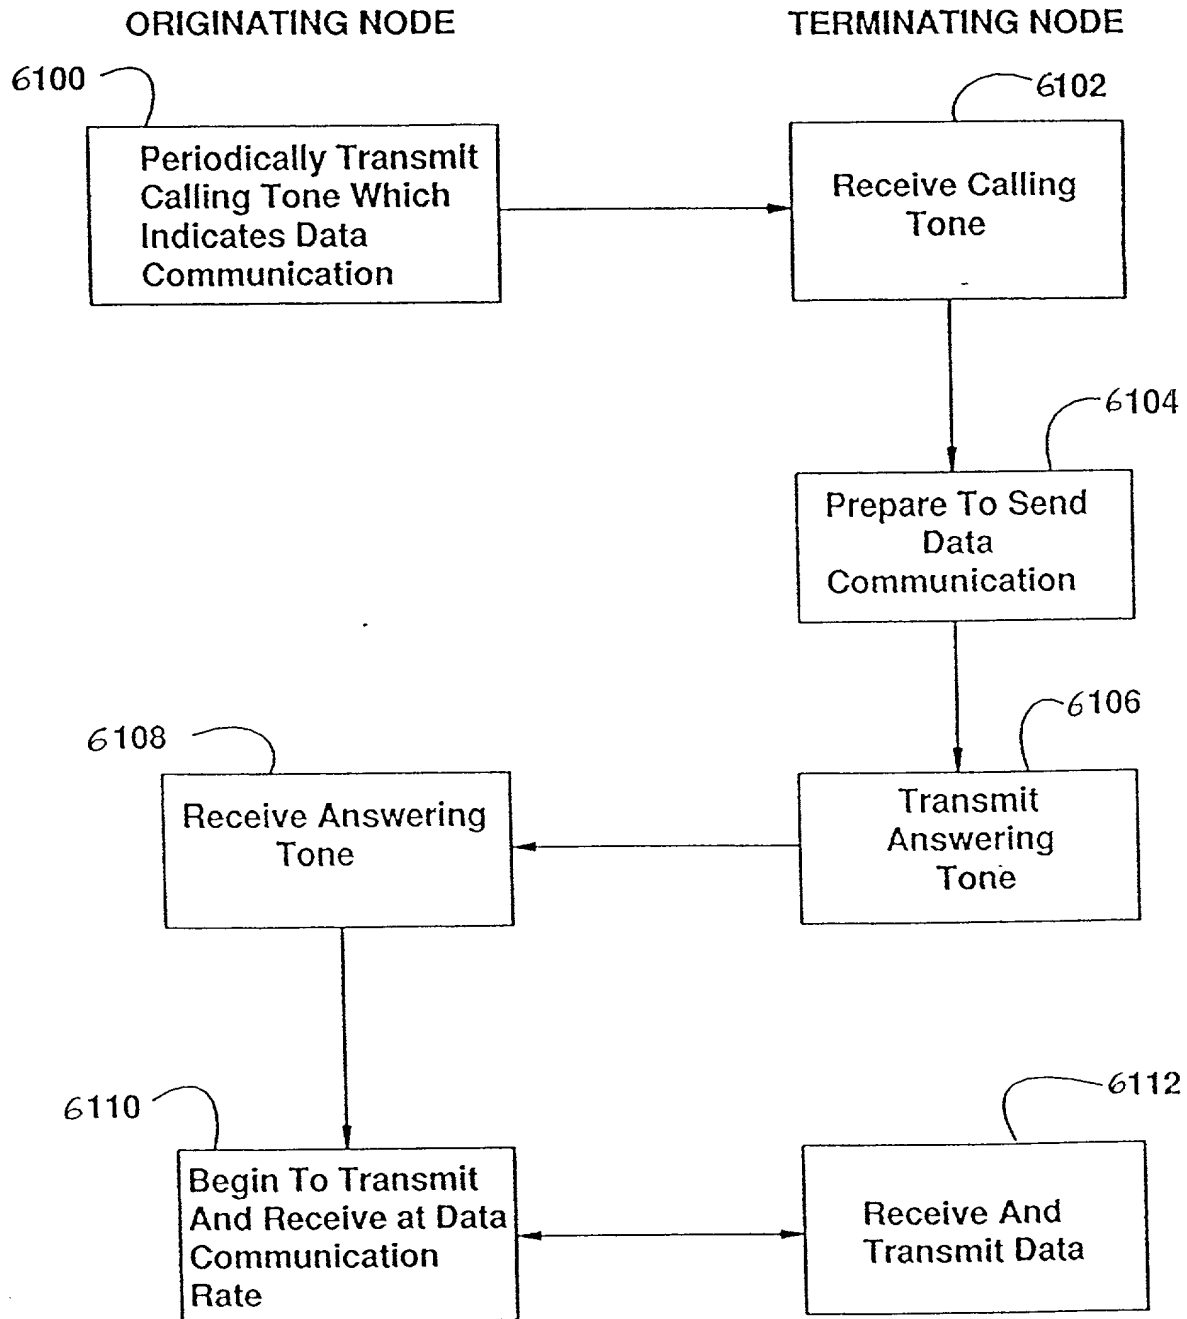 ORIGINATING NODE
TERMINATING NODE
6100
6102
Periodically Transmit
Calling Tone Which
Indicates Data
Communication
Receive Calling
Tone
6104
Prepare To Send
Data
Communication
6106
6108
Receive Answering
Tone
Transmit
Answering
Tone
6110
6112
Begin To Transmit
And Receive at Data
Communication
Rate
Receive And
Transmit Data